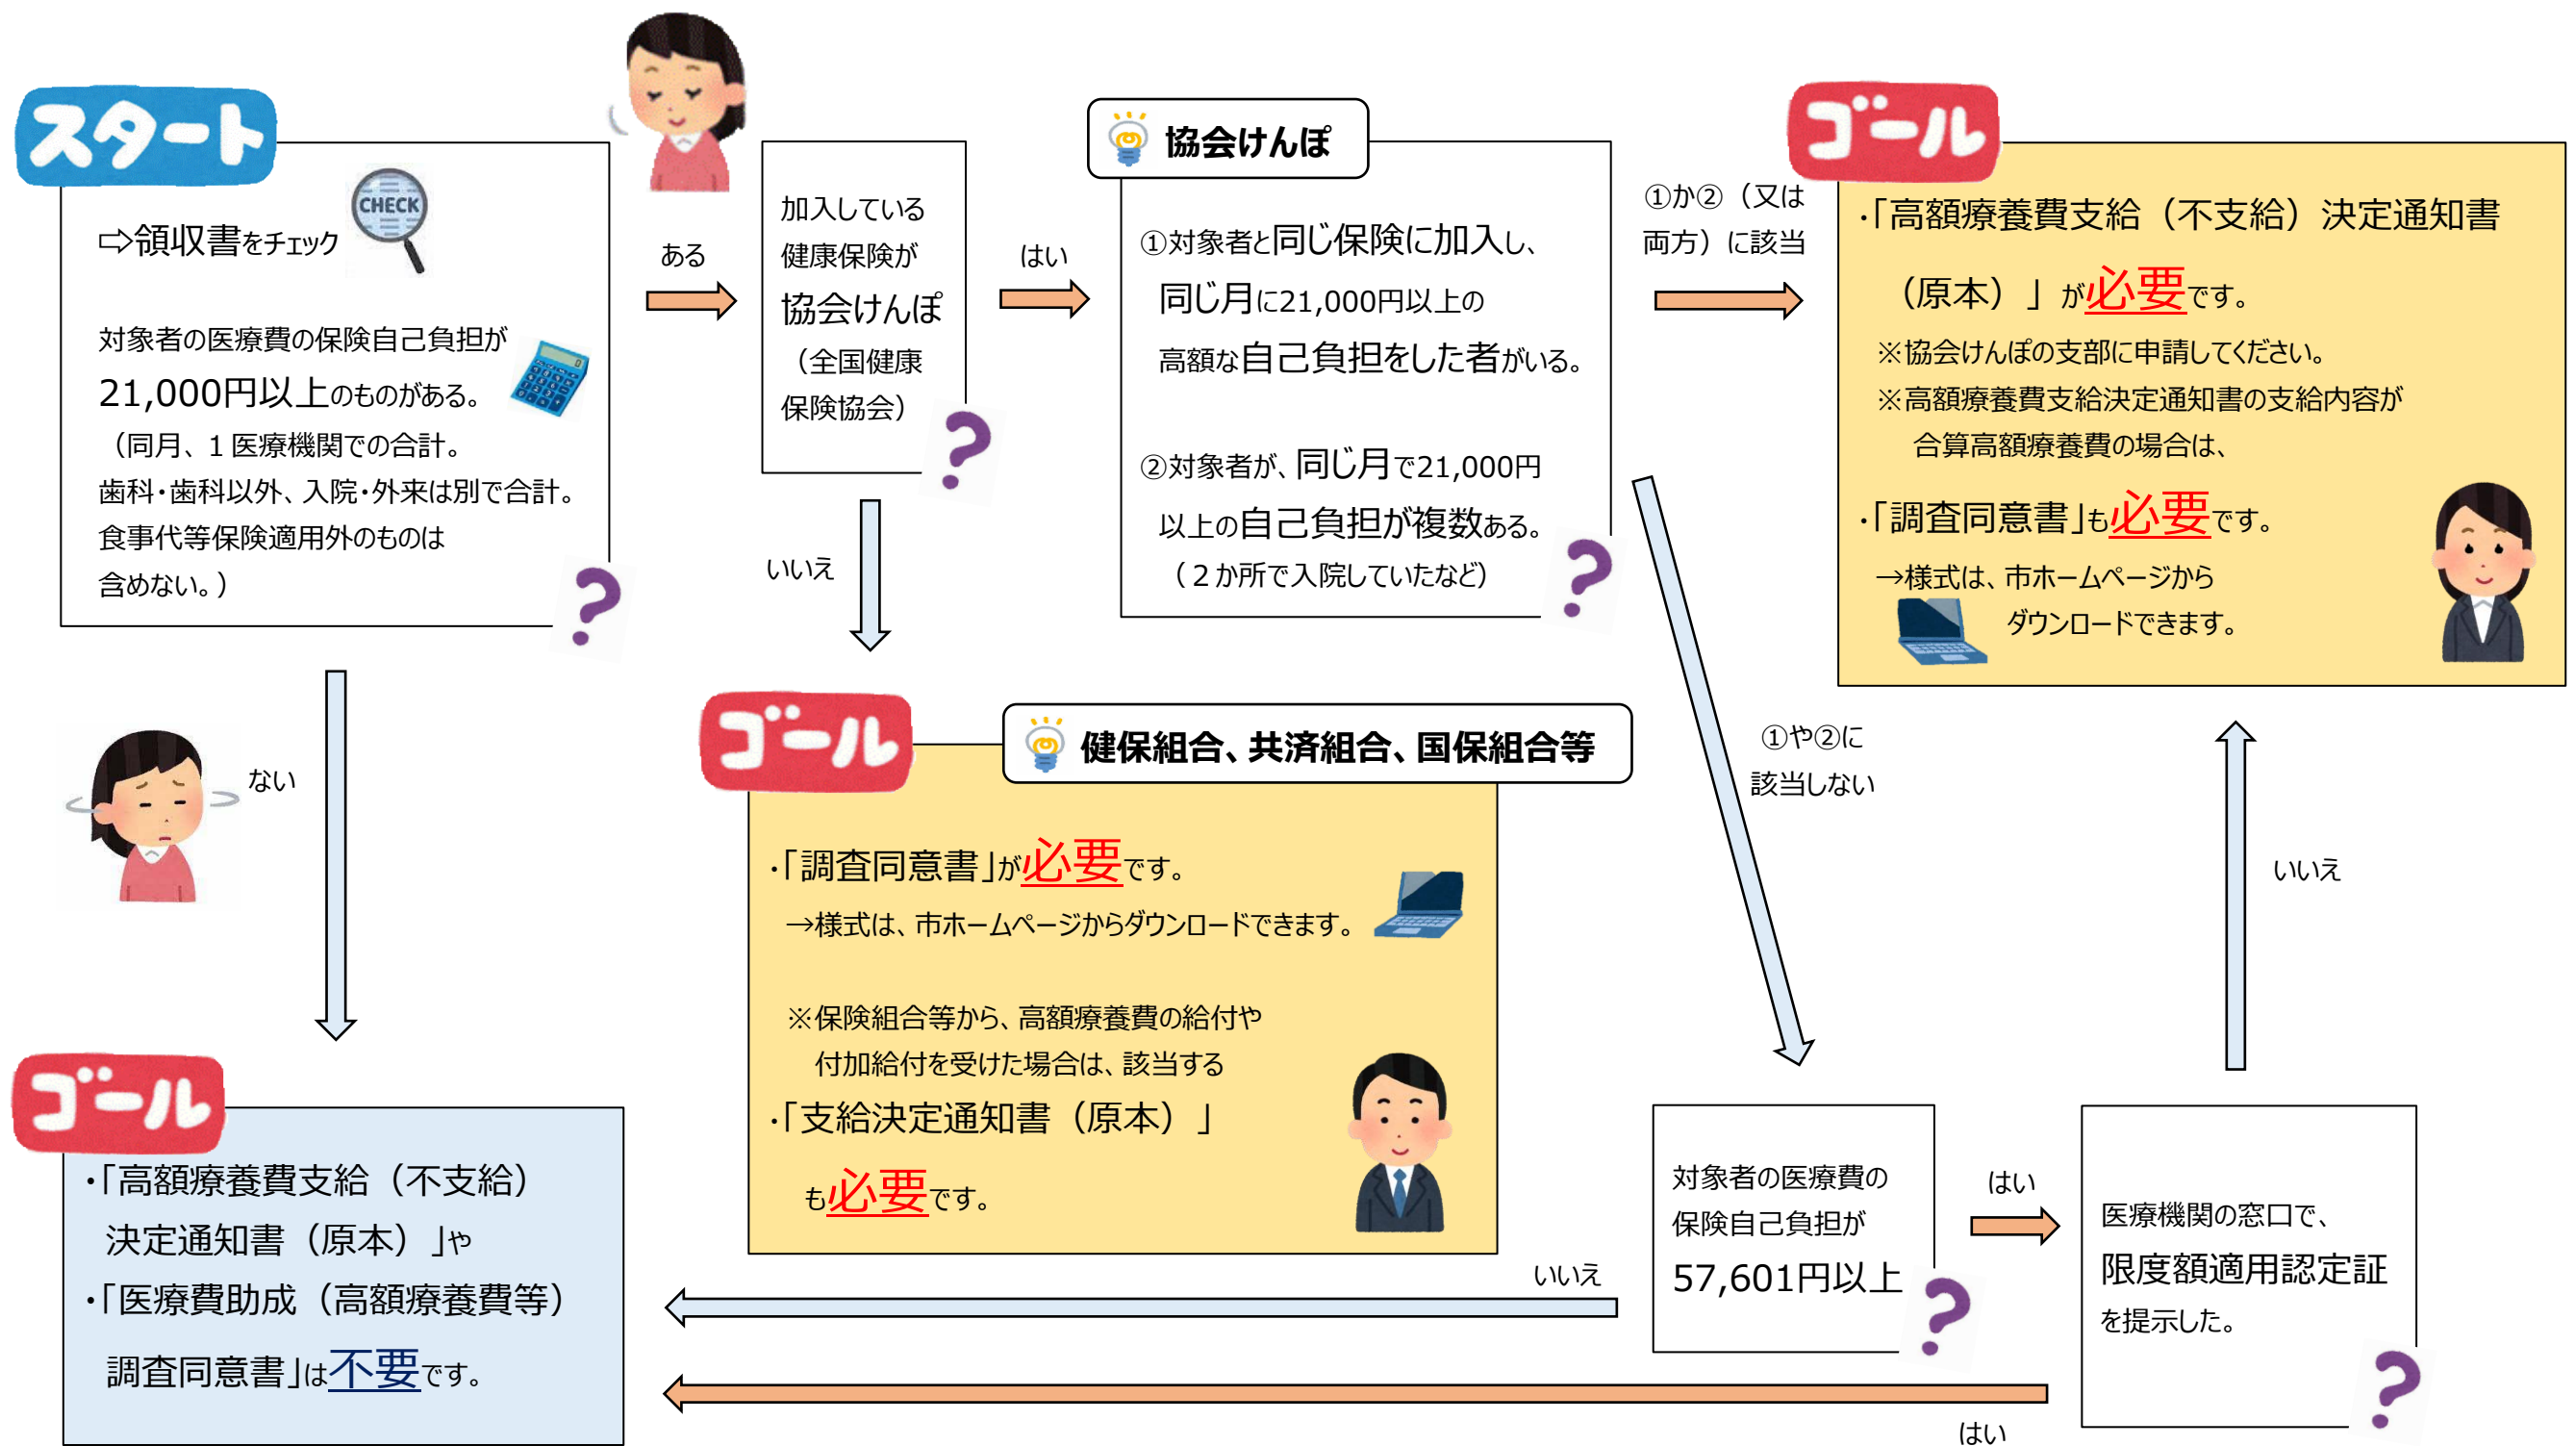 スタート
⇨領収書をチェック
CHECK
対象者の医療費の保険自己負担が
21,000円以上のものがある。
（同月、1医療機関での合計。
歯科・歯科以外、入院・外来は別で合計。
食事代等保険適用外のものは
含めない。）
ある
ない
加入している
健康保険が
協会けんぽ
（全国健康
保険協会）
はい
いいえ
協会けんぽ
①対象者と同じ保険に加入し、
同じ月に21,000円以上の
高額な自己負担をした者がいる。
②対象者が、同じ月で21,000円
以上の自己負担が複数ある。
（２か所で入院していたなど）
①か②（又は
両方）に該当
①や②に
該当しない
ゴール
・「高額療養費支給（不支給）決定通知書
（原本）」が必要です。
※協会けんぽの支部に申請してください。
※高額療養費支給決定通知書の支給内容が
合算高額療養費の場合は、
・「調査同意書」も必要です。
→様式は、市ホームページから
ダウンロードできます。
ゴール
健保組合、共済組合、国保組合等
・「調査同意書」が必要です。
→様式は、市ホームページからダウンロードできます。
※保険組合等から、高額療養費の給付や
付加給付を受けた場合は、該当する
・「支給決定通知書（原本）」
も必要です。
対象者の医療費の
保険自己負担が
57,601円以上
はい
いいえ
医療機関の窓口で、
限度額適用認定証
を提示した。
いいえ
はい
ゴール
・「高額療養費支給（不支給）
決定通知書（原本）」や
・「医療費助成（高額療養費等）
調査同意書」は不要です。